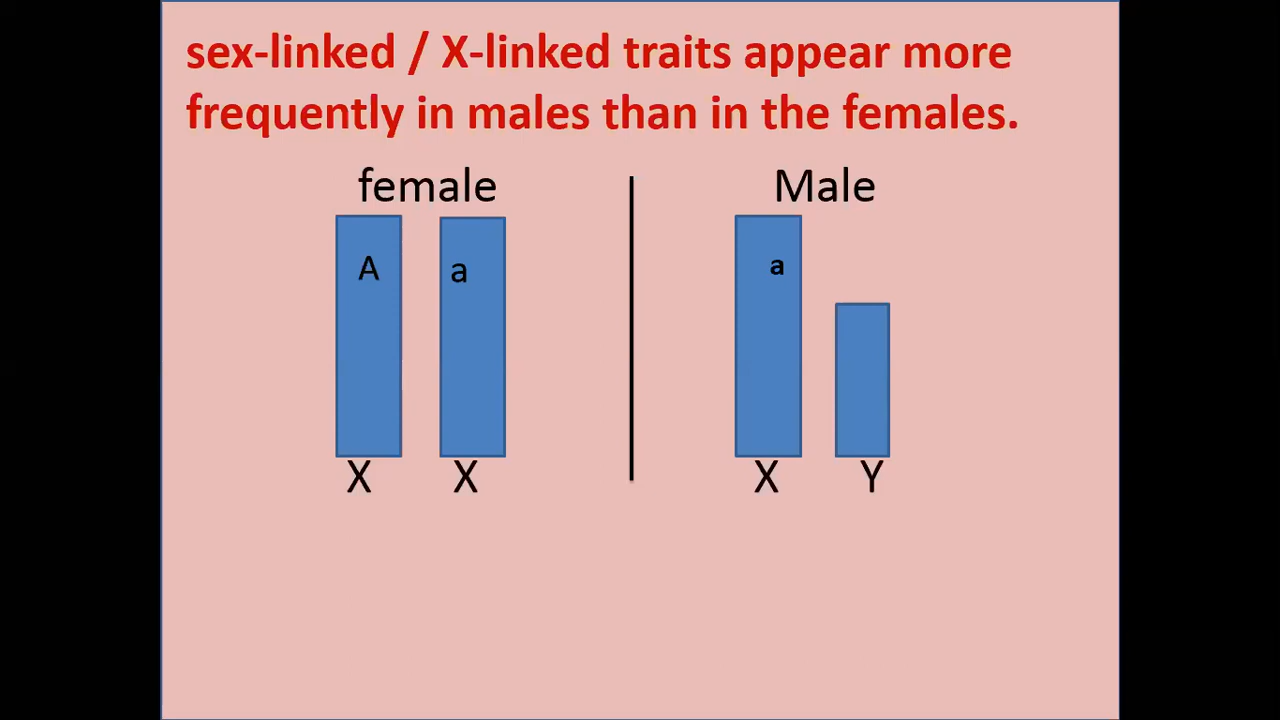 sex-linked / X-linked traits appear more
frequently in males than in the females.
female
Male
A
a
a
X
X
X
Y